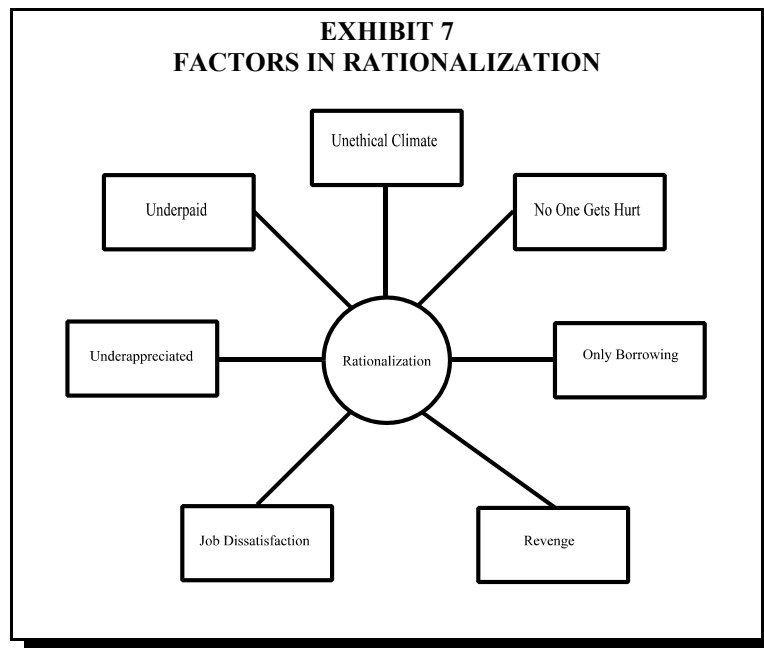 EXHIBIT 7
FACTORS IN RATIONALIZATION
Unethical Climate
Underpaid
No One Gets Hurt
Underappreciated
Rationalization
Only Borrowing
Job Dissatisfaction
Revenge